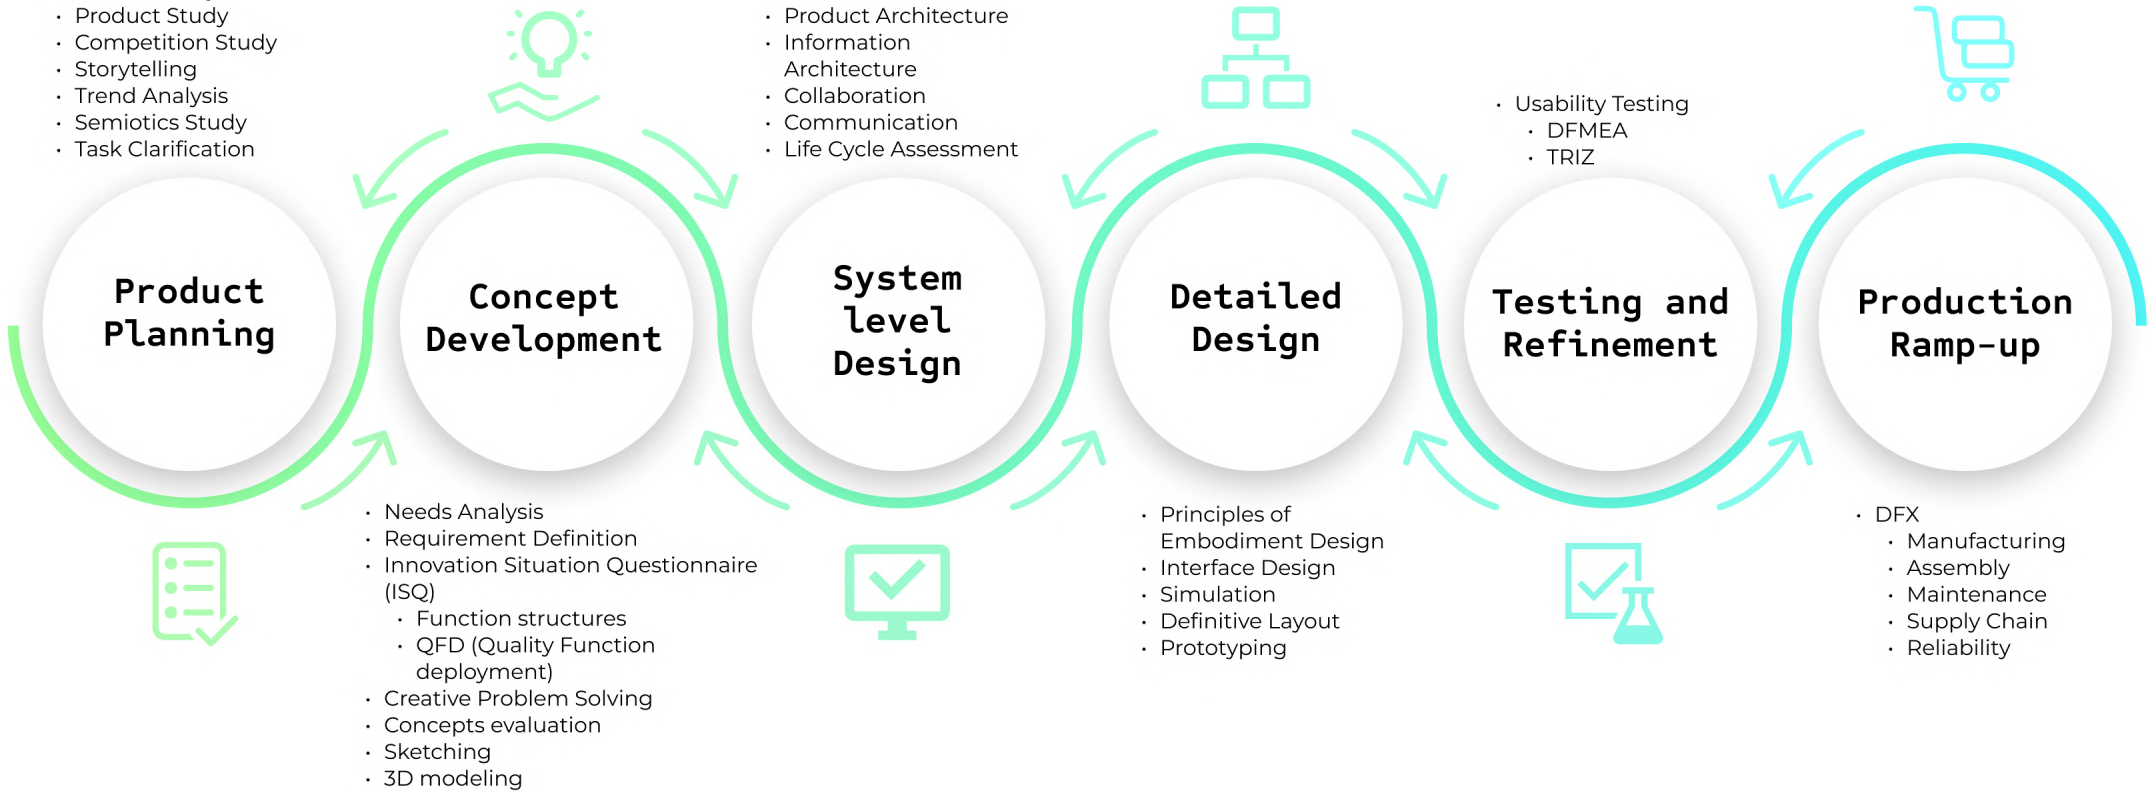 • Product Study
• Competition Study
• Storytelling
• Trend Analysis
• Semiotics Study
• Task Clarification
Product
Planning
Concept
Development
• Needs Analysis
• Requirement Definition
• Innovation Situation Questionnaire
(ISQ)
• Function structures
• QFD (Quality Function
deployment)
• Creative Problem Solving
• Concepts evaluation
• Sketching
• 3D modeling
• Product Architecture
• Information
Architecture
• Collaboration
• Communication
• Life Cycle Assessment
System
level
Design
Detailed
Design
• Principles of
Embodiment Design
• Interface Design
• Simulation
• Definitive Layout
• Prototyping
• Usability Testing
• DFMEA
• TRIZ
Testing and
Refinement
Production
Ramp-up
• DFX
• Manufacturing
• Assembly
• Maintenance
• Supply Chain
• Reliability